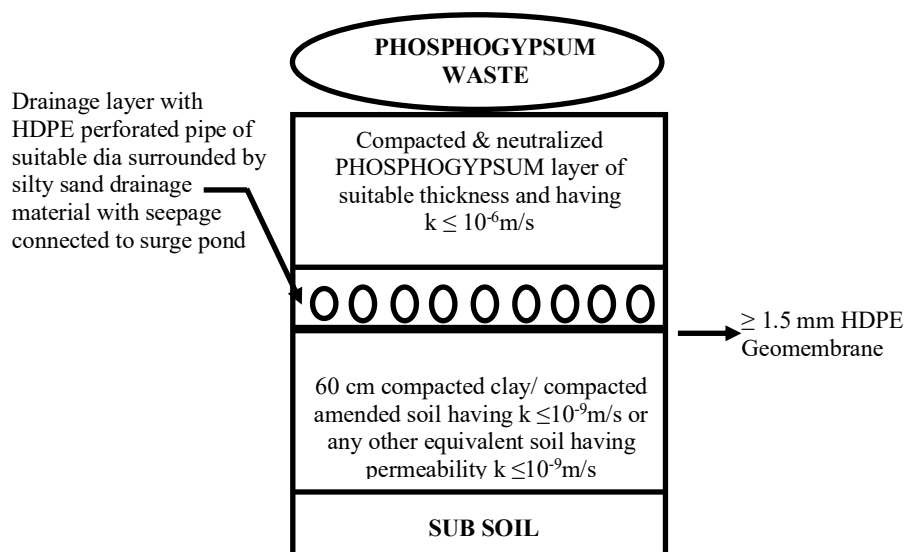 PHOSPHOGYPSUM
WASTE
Drainage layer with
HDPE perforated pipe of
suitable dia surrounded by
silty sand drainage
material with seepage
connected to surge pond
Compacted & neutralized
PHOSPHOGYPSUM layer of
suitable thickness and having
k ≤ 10⁻⁶m/s
≥ 1.5 mm HDPE
Geomembrane
60 cm compacted clay/ compacted
amended soil having k ≤10⁻⁹m/s or
any other equivalent soil having
permeability k ≤10⁻⁹m/s
SUB SOIL